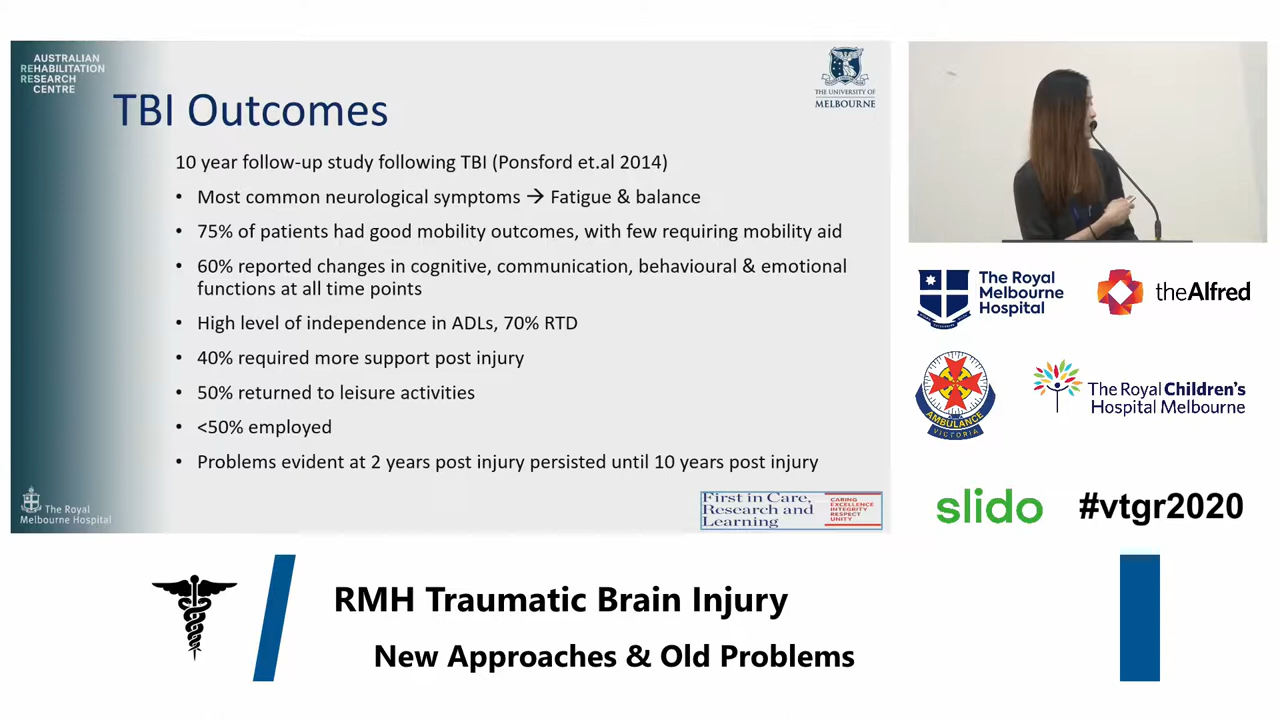 AUSTRALIAN
REHABILITATION
RESEARCH
CENTRE
THE UNIVERSITY OF
MELBOURNE
TBI Outcomes
10 year follow-up study following TBI (Ponsford et.al 2014)
• Most common neurological symptoms → Fatigue & balance
• 75% of patients had good mobility outcomes, with few requiring mobility aid
• 60% reported changes in cognitive, communication, behavioural & emotional
functions at all time points
• High level of independence in ADLs, 70% RTD
• 40% required more support post injury
• 50% returned to leisure activities
• <50% employed
• Problems evident at 2 years post injury persisted until 10 years post injury
The Royal
Melbourne Hospital
First in Care,
Research and
Learning
CARING
EXCELLENCE
INTEGRITY
RESPECT
UNITY
The Royal
Melbourne
Hospital
theAlfred
AMBULANCE
VICTORIA
The Royal Children's
Hospital Melbourne
slido
#vtgr2020
RMH Traumatic Brain Injury
New Approaches & Old Problems